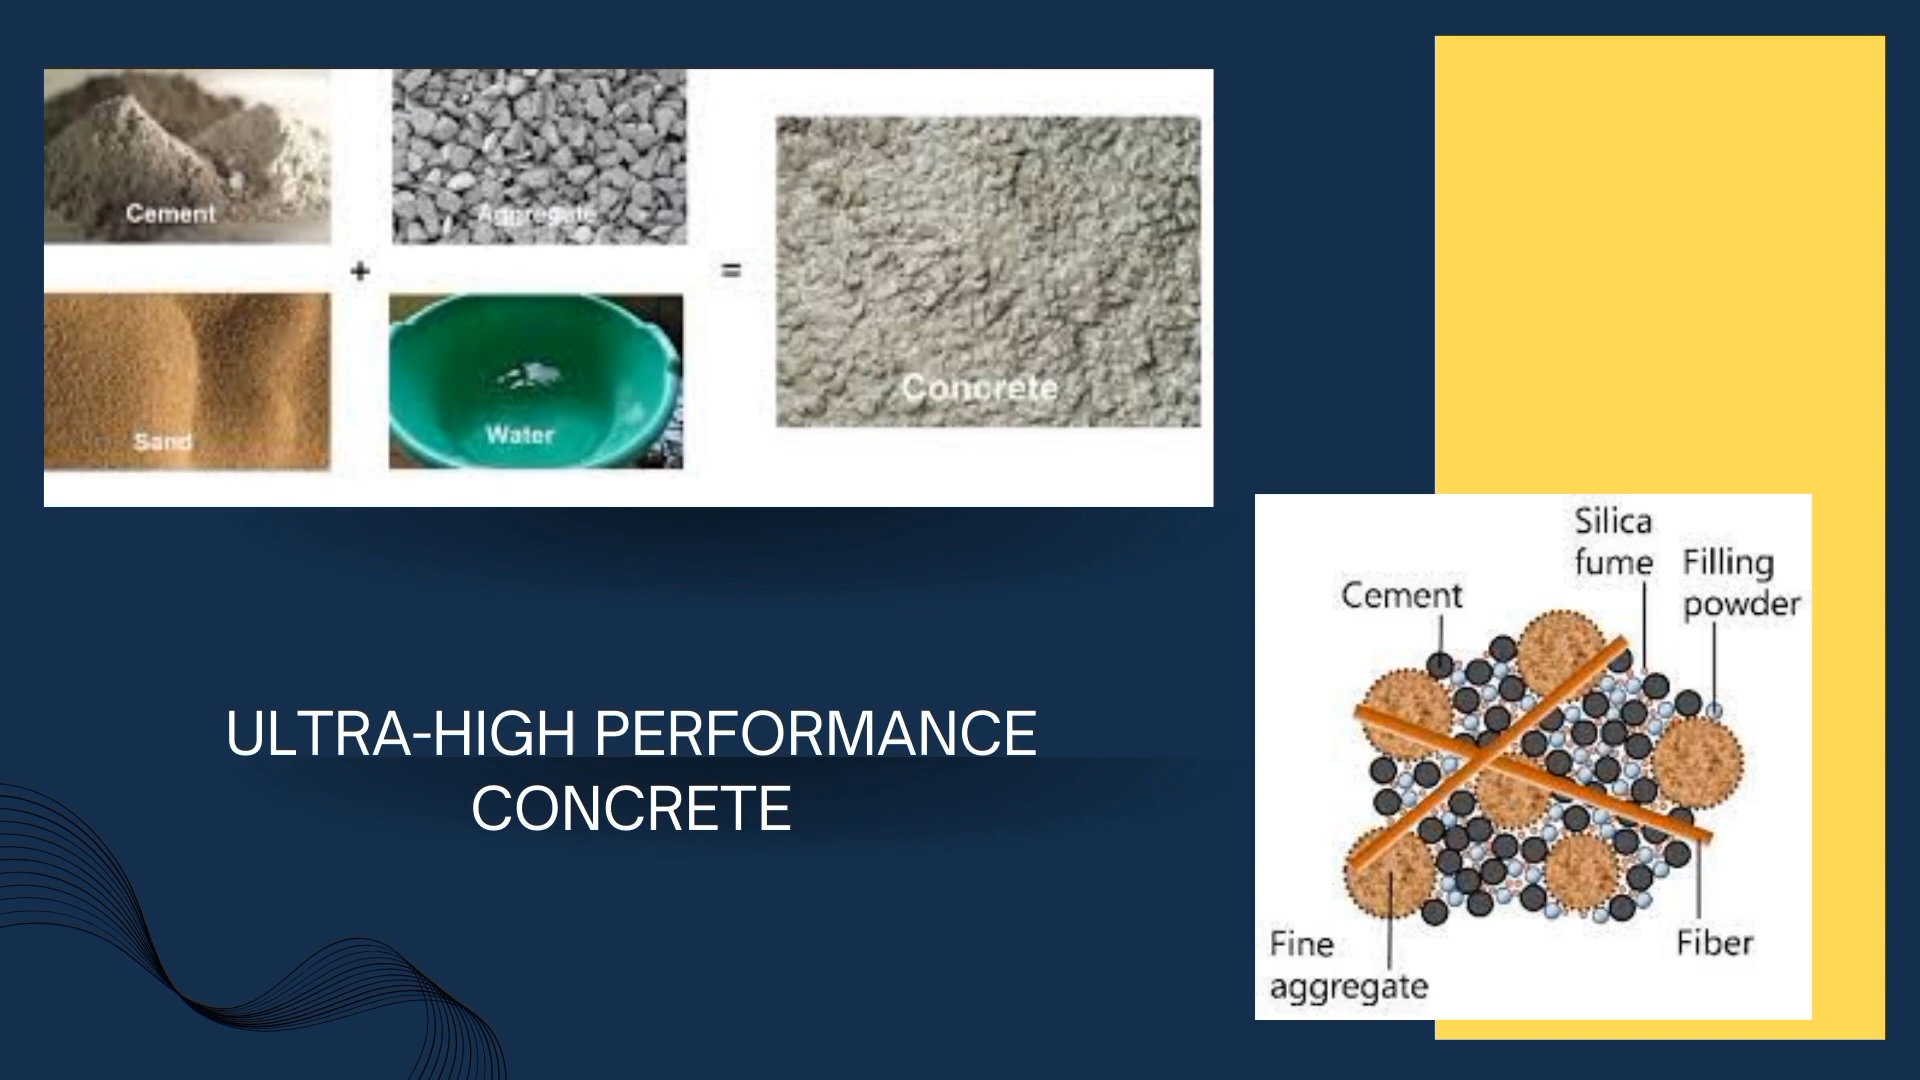 Cement
Aggregate
+
=
Sand
Water
Concrete
ULTRA-HIGH PERFORMANCE
CONCRETE
Silica
fume
Filling
powder
Cement
Fine
aggregate
Fiber